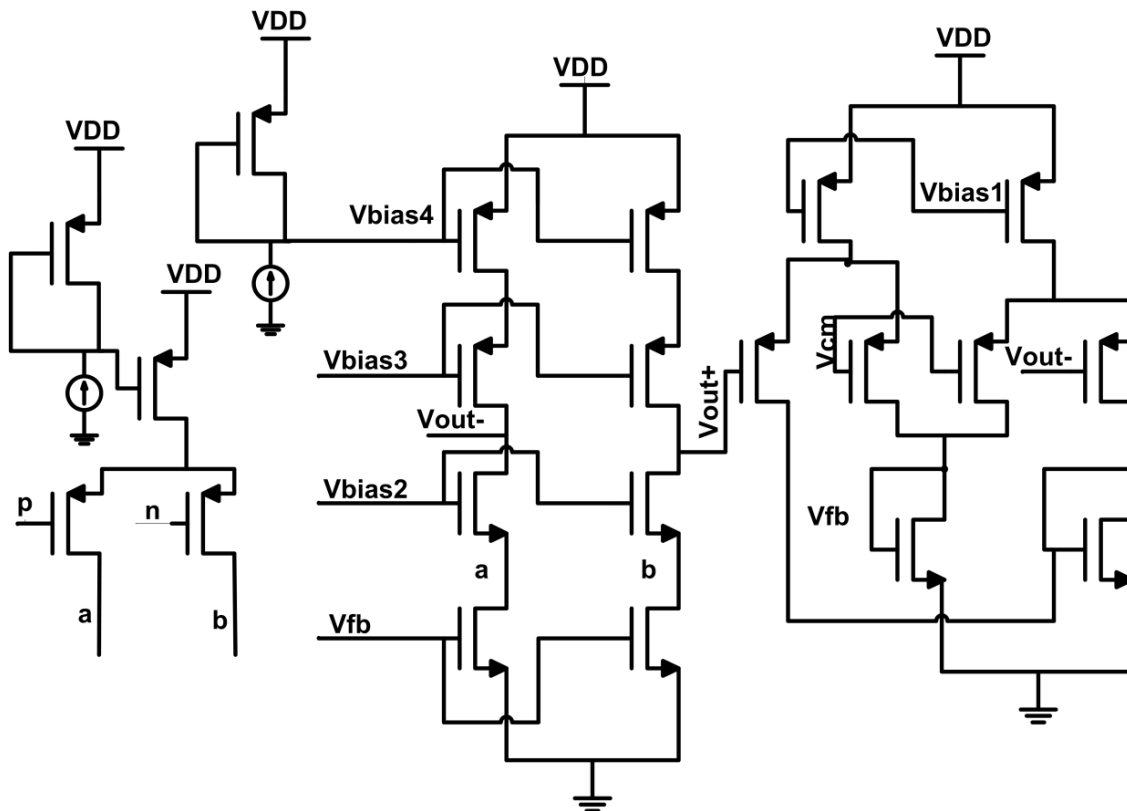 VDD
VDD
VDD
VDD
VDD
Vbias4
Vbias1
Vbias3
Vcm
Vout-
Vout+
Vout-
Vbias2
p
n
Vfb
a
b
a
b
Vfb